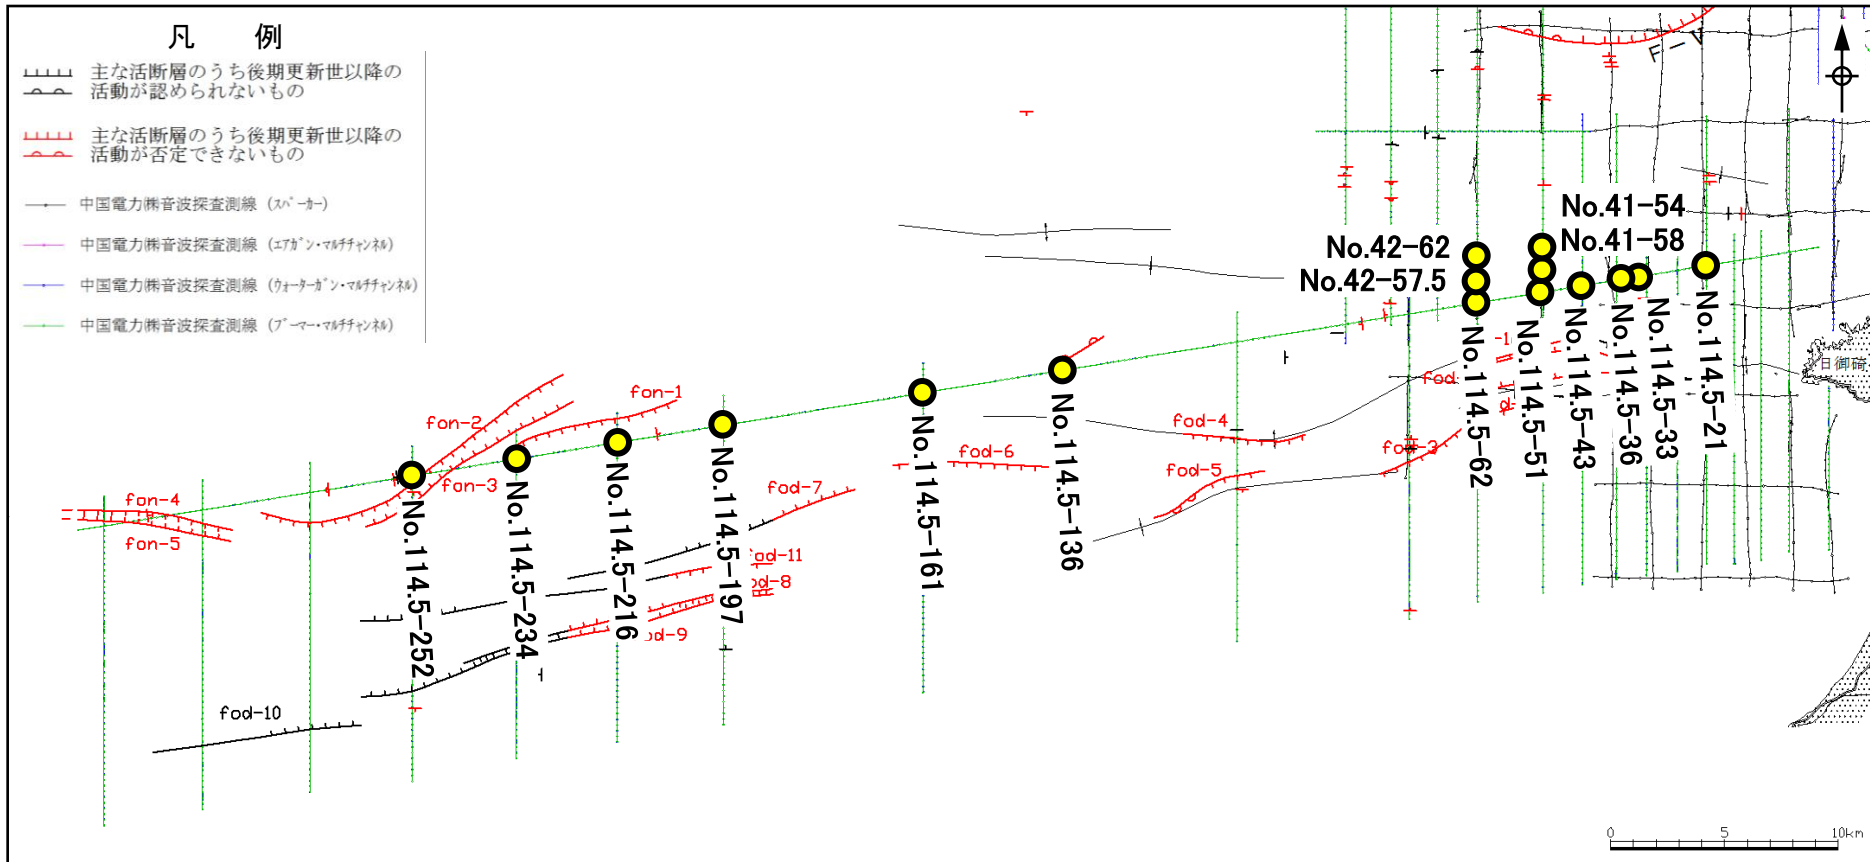 凡 例
主な活断層のうち後期更新世以降の
活動が認められないもの
主な活断層のうち後期更新世以降の
活動が否定できないもの
中国電力㈱音波探査測線 (ｽﾊﾟｰｶｰ)
中国電力㈱音波探査測線 (ｴｱｶﾞﾝ・ﾏﾙﾁﾁｬﾝﾈﾙ)
中国電力㈱音波探査測線 (ｳｫｰﾀｰｶﾞﾝ・ﾏﾙﾁﾁｬﾝﾈﾙ)
中国電力㈱音波探査測線 (ﾌﾞｰﾏｰ・ﾏﾙﾁﾁｬﾝﾈﾙ)
F-V
No.41-54
No.41-58
No.42-62
No.42-57.5
No.114.5-21
No.114.5-33
No.114.5-36
No.114.5-43
No.114.5-51
No.114.5-62
No.114.5-136
No.114.5-161
No.114.5-197
No.114.5-216
No.114.5-234
No.114.5-252
日御碕
fon-1
fon-2
fon-3
fon-4
fon-5
fod
fod-3
fod-4
fod-5
fod-6
fod-7
fod-11
od-8
od-9
fod-10
0 5 10km